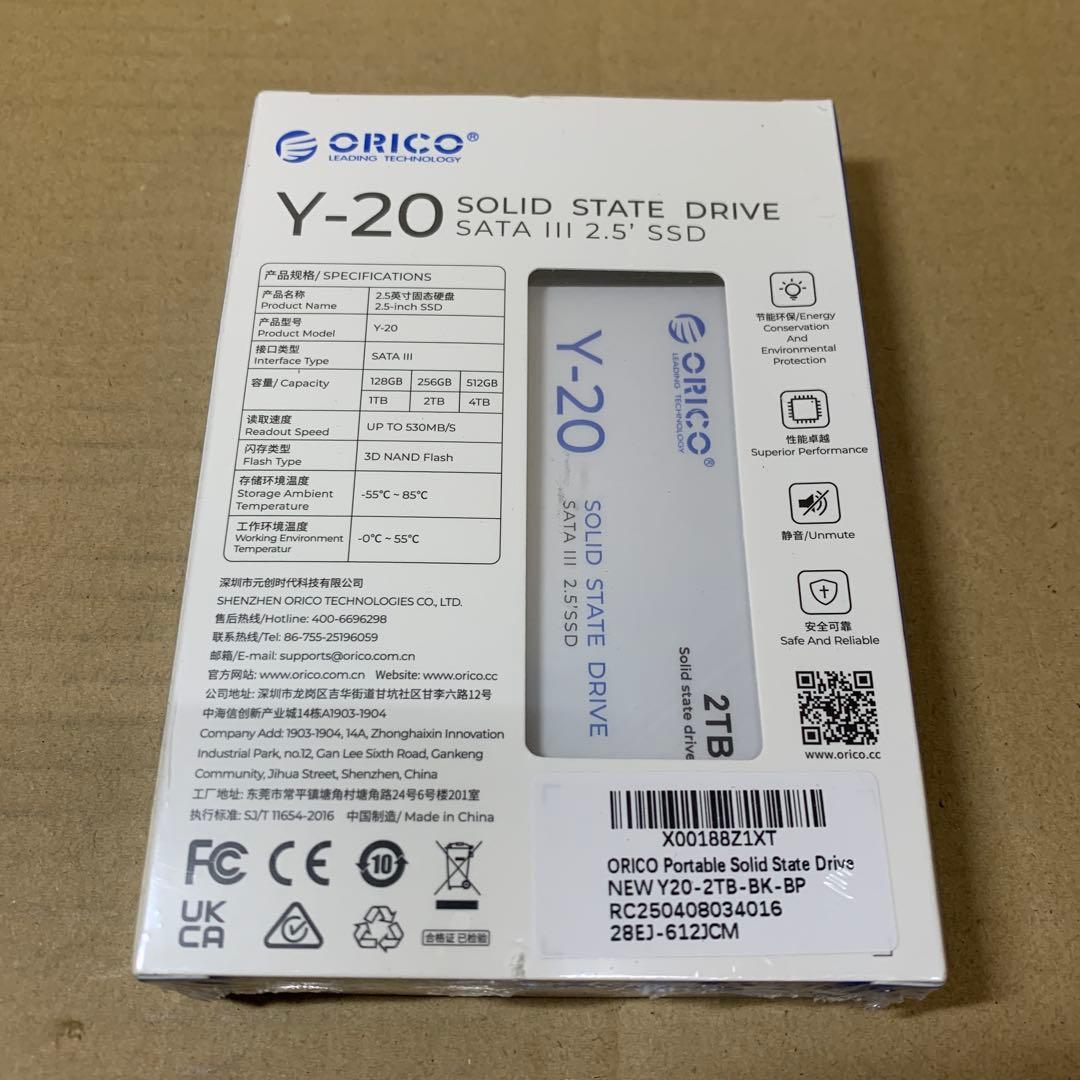 ORICO®
LEADING TECHNOLOGY
Y-20 SOLID STATE DRIVE
SATA III 2.5' SSD
产品规格/ SPECIFICATIONS
产品名称
Product Name
2.5英寸固态硬盘
2.5-inch SSD
产品型号
Product Model
Y-20
接口类型
Interface Type
SATA III
容量/ Capacity
128GB 256GB 512GB
1TB 2TB 4TB
读取速度
Readout Speed
UP TO 530MB/S
闪存类型
Flash Type
3D NAND Flash
存储环境温度
Storage Ambient
Temperature
-55℃ ~ 85℃
工作环境温度
Working Environment
Temperatur
-0℃ ~ 55℃
深圳市元创时代科技有限公司
SHENZHEN ORICO TECHNOLOGIES CO., LTD.
售后热线/Hotline: 400-6696298
联系热线/Tel: 86-755-25196059
邮箱/E-mail: supports@orico.com.cn
官方网站: www.orico.com.cn Website: www.orico.cc
公司地址: 深圳市龙岗区吉华街道甘坑社区甘李六路12号
中海信创新产业城14栋A1903-1904
Company Add: 1903-1904, 14A, Zhonghaixin Innovation
Industrial Park, no.12, Gan Lee Sixth Road, Gankeng
Community, Jihua Street, Shenzhen, China
工厂地址: 东莞市常平镇塘角村塘角路24号6号楼201室
执行标准: SJ/T 11654-2016 中国制造/ Made in China
FC CE 10
UK
CA
合格证 已检验
ORICO®
LEADING TECHNOLOGY
Y-20
SOLID STATE DRIVE
SATA III 2.5'SSD
2TB
Solid state drive
节能环保/Energy
Conservation
And
Environmental
Protection
性能卓越
Superior Performance
静音/Unmute
安全可靠
Safe And Reliable
www.orico.cc
X00188Z1XT
ORICO Portable Solid State Drive
NEW Y20-2TB-BK-BP
RC250408034016
28EJ-612JCM